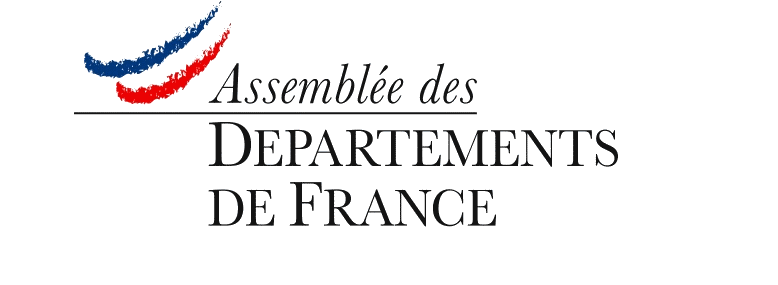 Assemblée des
DEPARTEMENTS
DE FRANCE